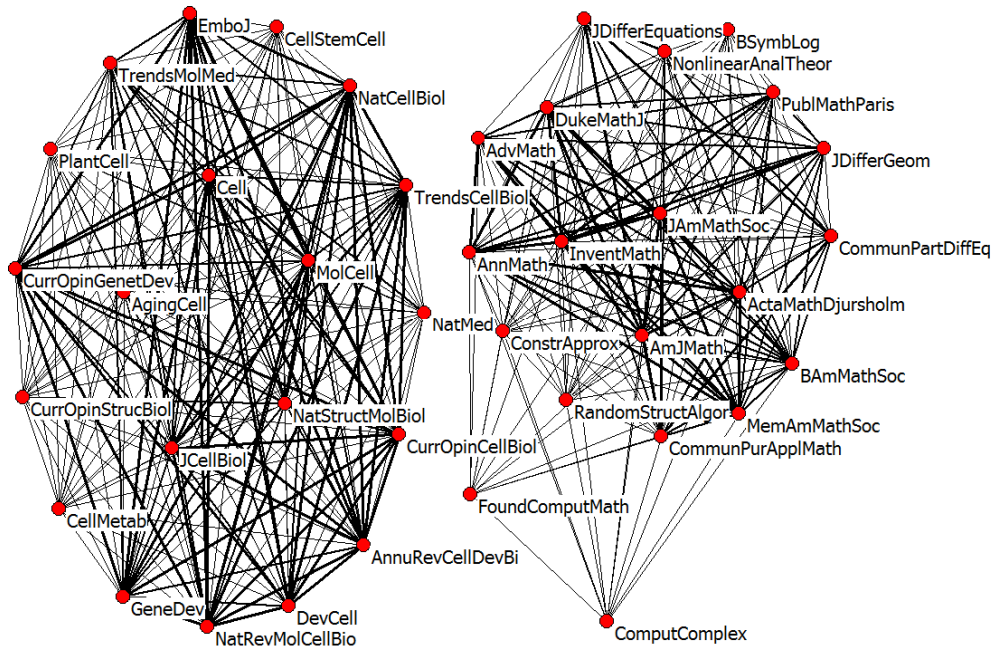 EmboJ
CellStemCell
TrendsMolMed
NatCellBiol
PlantCell
Cell
TrendsCellBiol
MolCell
CurrOpinGenetDev
AgingCell
NatMed
CurrOpinStrucBiol
NatStructMolBiol
CurrOpinCellBiol
JCellBiol
CellMetab
AnnuRevCellDevBi
GeneDev
DevCell
NatRevMolCellBio
JDifferEquations
BSymbLog
NonlinearAnalTheor
PublMathParis
DukeMathJ
AdvMath
JDifferGeom
JAmMathSoc
CommunPartDiffEq
InventMath
AnnMath
ActaMathDjursholm
ConstrApprox
AmJMath
BAmMathSoc
RandomStructAlgor
MemAmMathSoc
CommunPurApplMath
FoundComputMath
ComputComplex